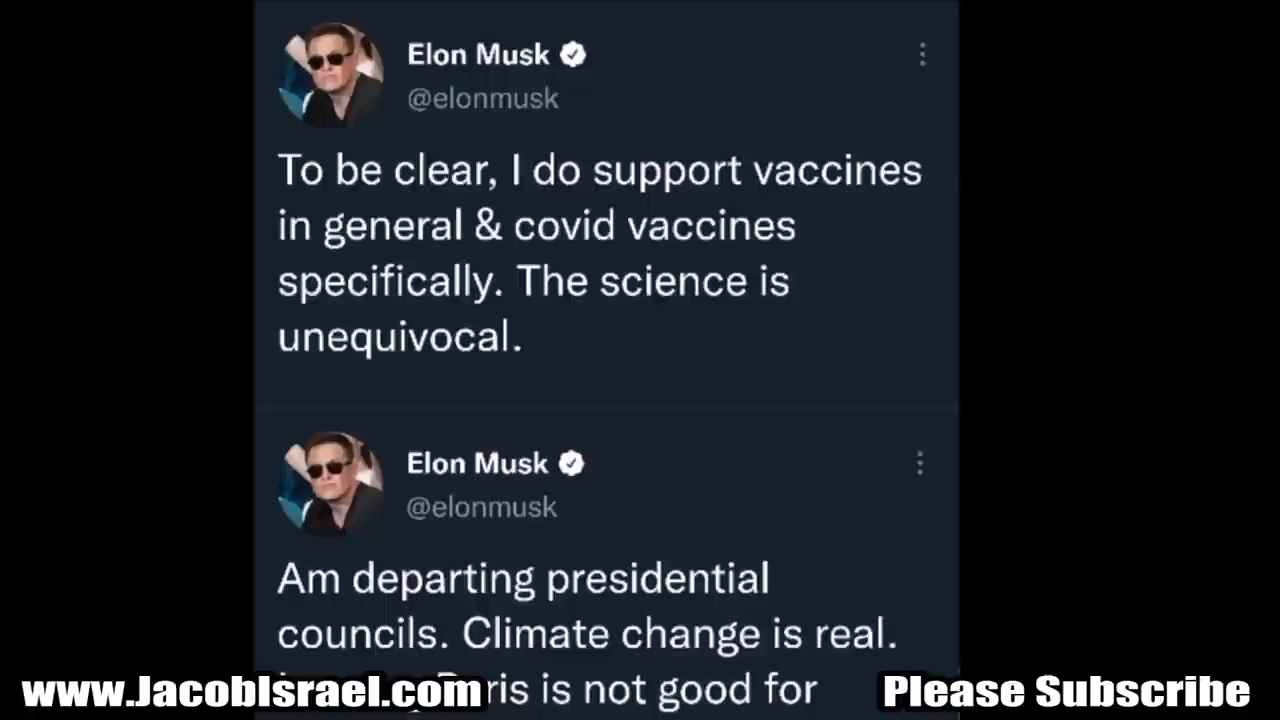 Elon Musk
@elonmusk
To be clear, I do support vaccines
in general & covid vaccines
specifically. The science is
unequivocal.
Elon Musk
@elonmusk
Am departing presidential
councils. Climate change is real.
is not good for
www.JacobIsrael.com
Please Subscribe